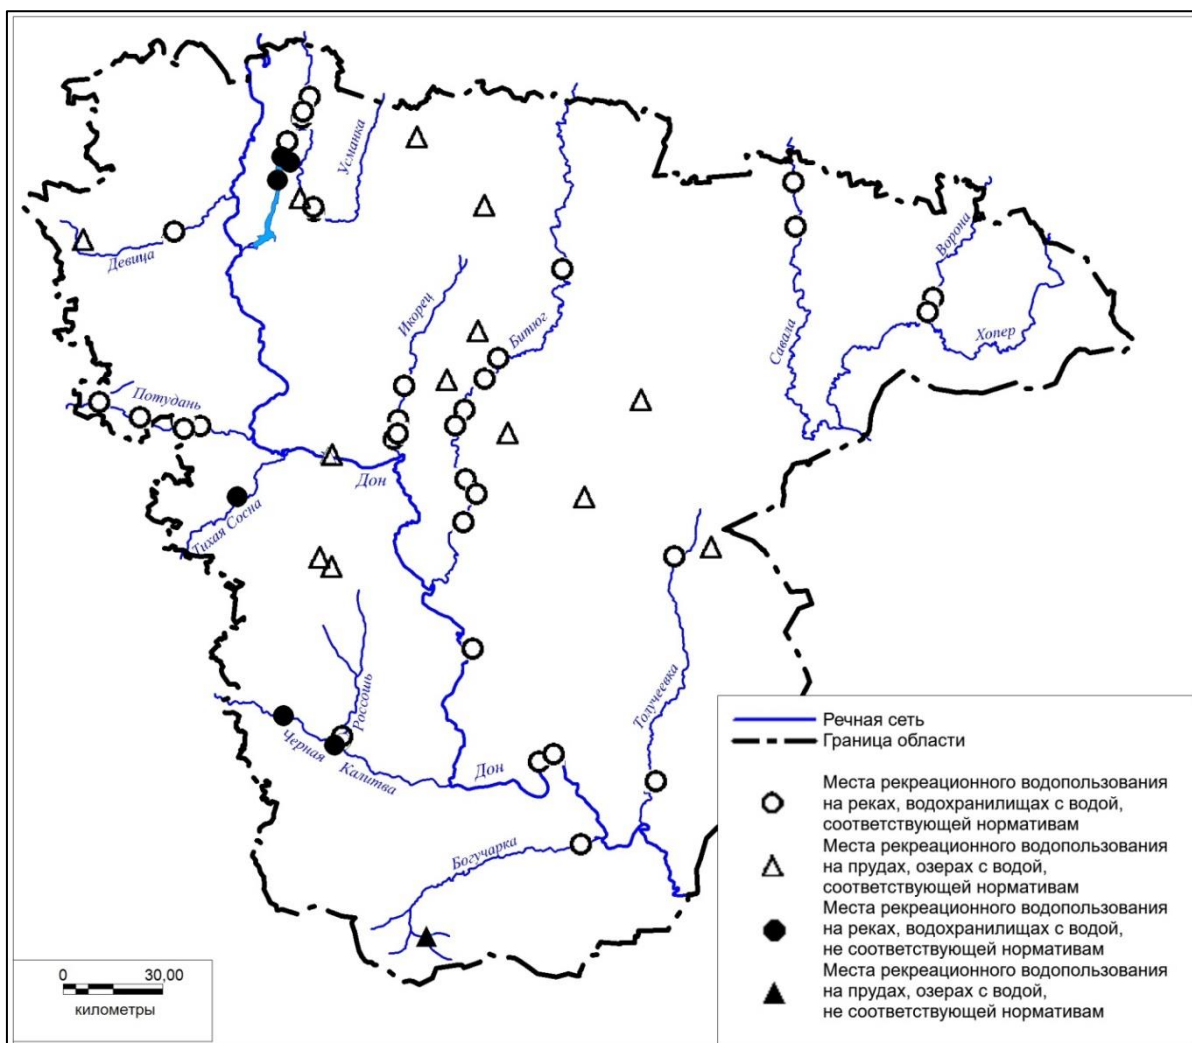 Усманка
Девица
Икорец
Битюг
Савала
Ворона
Хопер
Потудань
Дон
Тихая Сосна
Россошь
Черная
Калитва
Дон
Толучеевка
Богучарка
0 30,00
километры
Речная сеть
Граница области
Места рекреационного водопользования
на реках, водохранилищах с водой,
соответствующей нормативам
Места рекреационного водопользования
на прудах, озерах с водой,
соответствующей нормативам
Места рекреационного водопользования
на реках, водохранилищах с водой,
не соответствующей нормативам
Места рекреационного водопользования
на прудах, озерах с водой,
не соответствующей нормативам